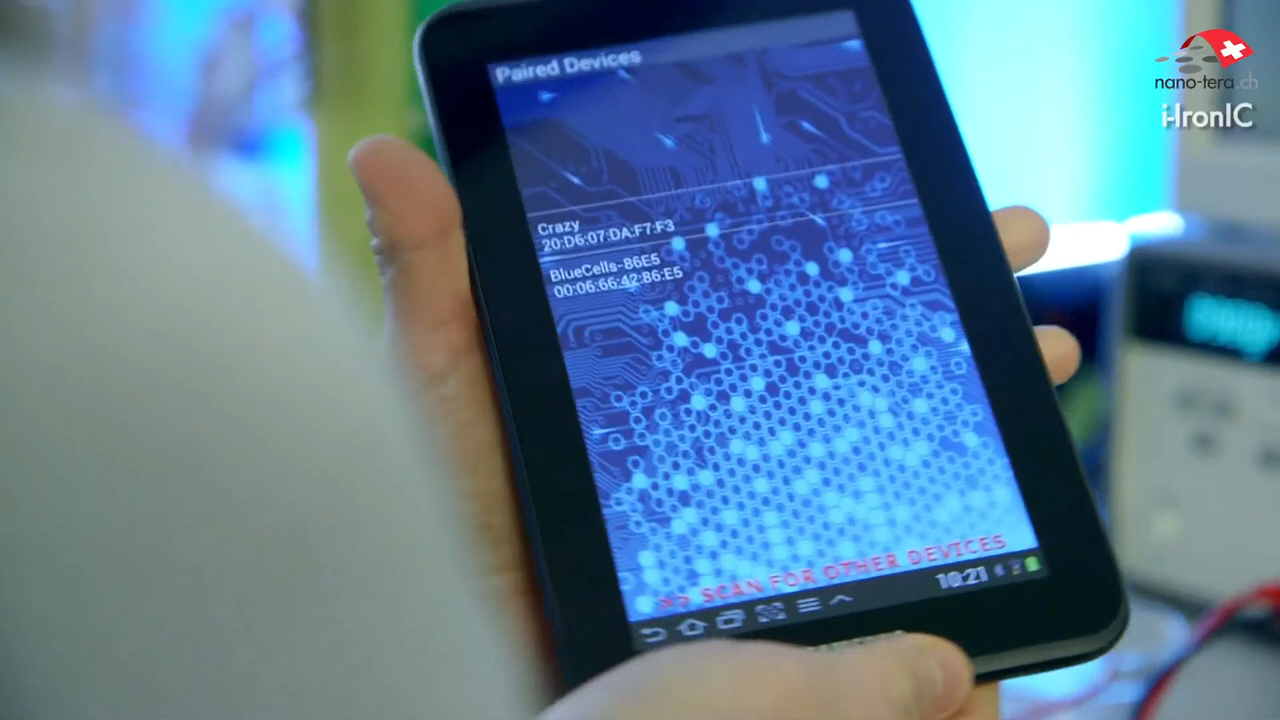 Paired Devices
Crazy
20:D6:07:DA:F7:F3
BlueCells-86E5
00:06:66:42:86:E5
>> SCAN FOR OTHER DEVICES
10:21
nano-tera.ch
i-IronIC